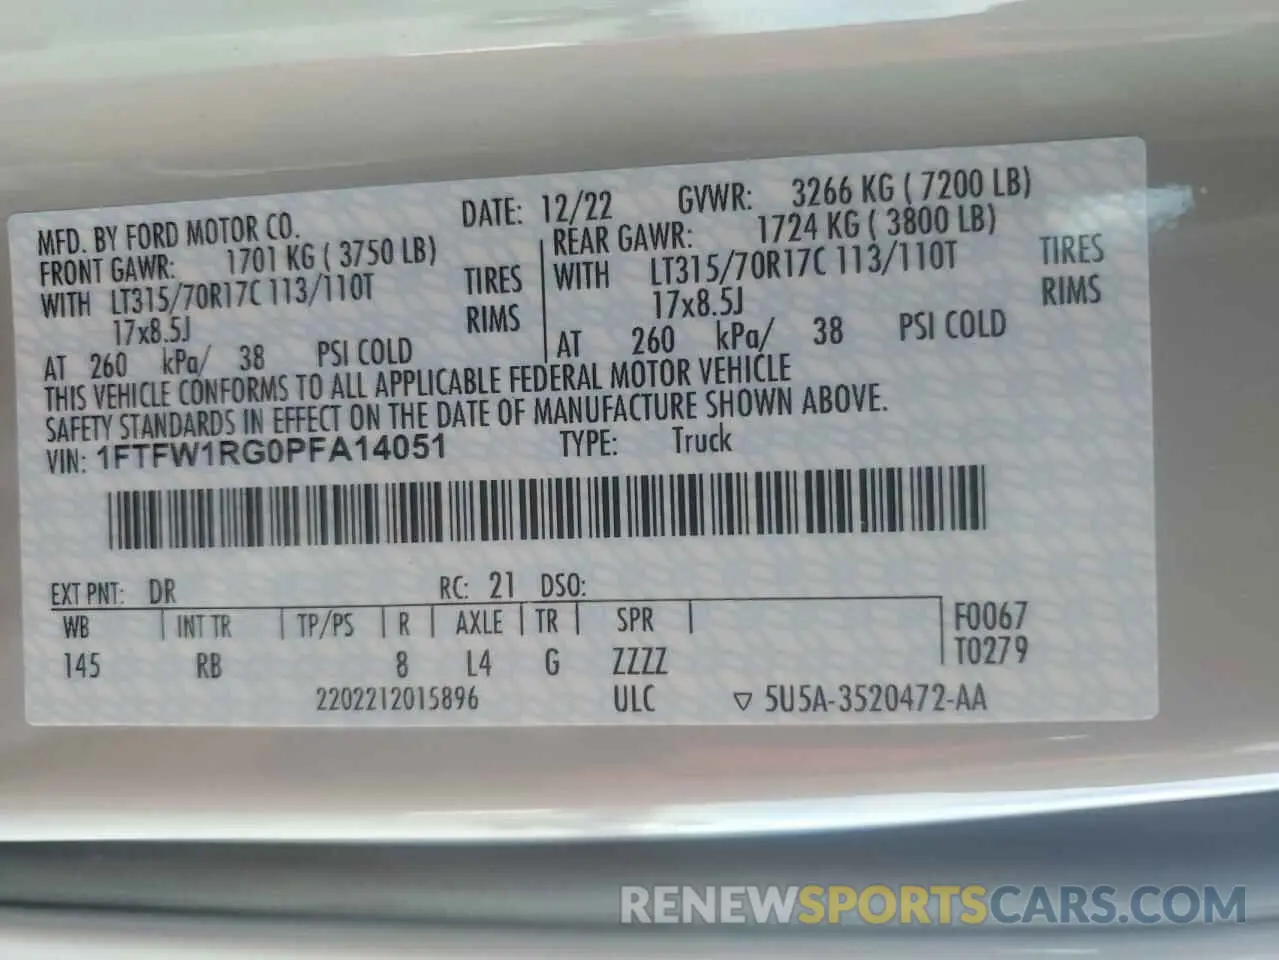 MFD. BY FORD MOTOR CO. DATE: 12/22 GVWR: 3266 KG ( 7200 LB)
FRONT GAWR: 1701 KG ( 3750 LB) REAR GAWR: 1724 KG ( 3800 LB)
WITH LT315/70R17C 113/110T TIRES WITH LT315/70R17C 113/110T TIRES
17x8.5J RIMS 17x8.5J RIMS
AT 260 kPa/ 38 PSI COLD AT 260 kPa/ 38 PSI COLD
THIS VEHICLE CONFORMS TO ALL APPLICABLE FEDERAL MOTOR VEHICLE
SAFETY STANDARDS IN EFFECT ON THE DATE OF MANUFACTURE SHOWN ABOVE.
VIN: 1FTFW1RG0PFA14051 TYPE: Truck
EXT PNT: DR RC: 21 DSO:
WB INT TR TP/PS R AXLE TR SPR F0067
145 RB 8 L4 G ZZZZ T0279
2202212015896 ULC ▽ 5U5A-3520472-AA
RENEWSPORTSCARS.COM